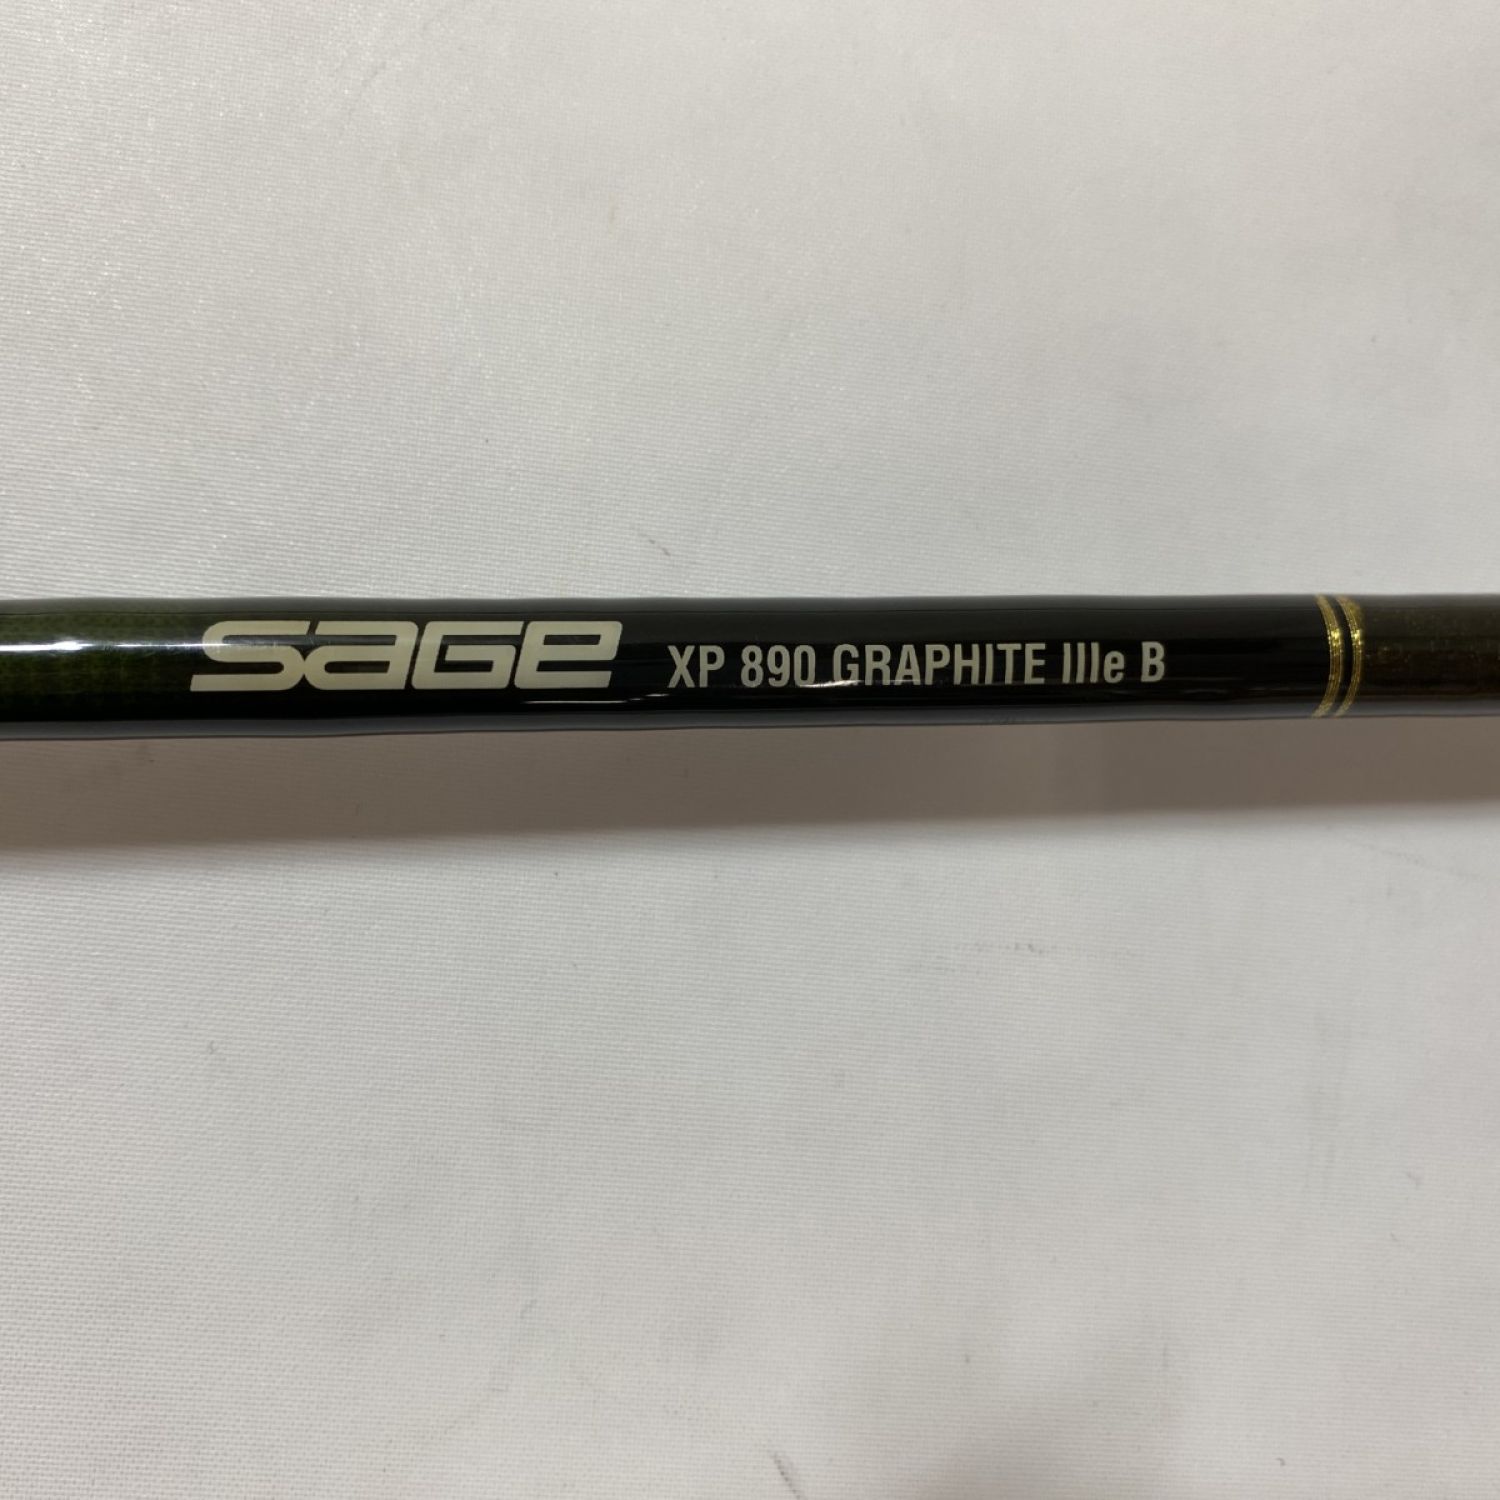 SAGE XP 890 GRAPHITE IIIe B